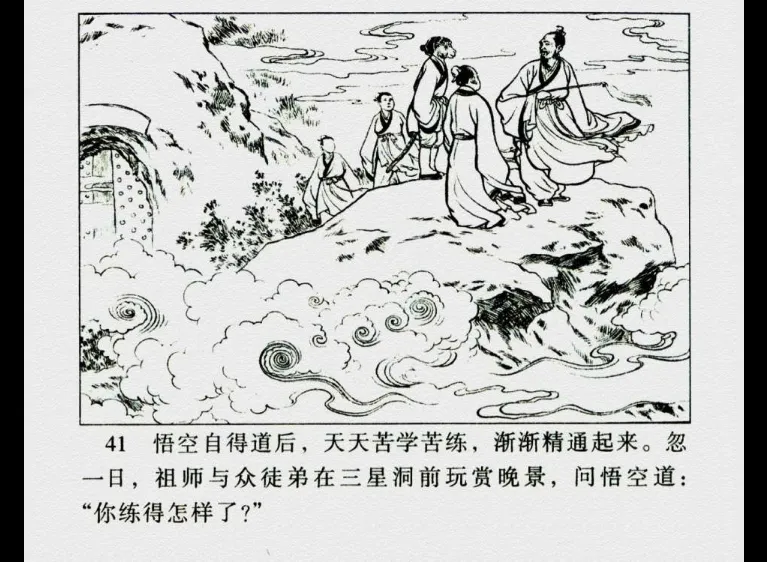 41 悟空自得道后，天天苦学苦练，渐渐精通起来。忽
一日，祖师与众徒弟在三星洞前玩赏晚景，问悟空道：
“你练得怎样了?”